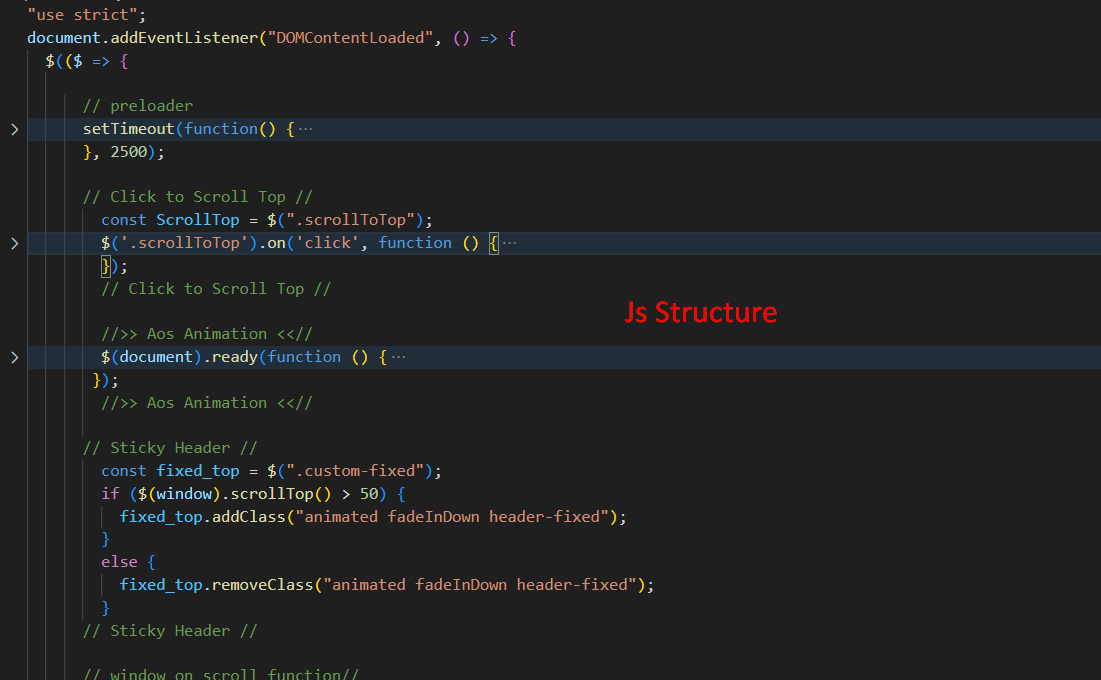 "use strict";
document.addEventListener("DOMContentLoaded", () => {
$(($ => {
// preloader
setTimeout(function() {···
}, 2500);
// Click to Scroll Top //
const ScrollTop = $(".scrollToTop");
$('.scrollToTop').on('click', function () {···
});
// Click to Scroll Top //
Js Structure
//>> Aos Animation <<//
$(document).ready(function () {···
});
//>> Aos Animation <<//
// Sticky Header //
const fixed_top = $(".custom-fixed");
if ($(window).scrollTop() > 50) {
fixed_top.addClass("animated fadeInDown header-fixed");
}
else {
fixed_top.removeClass("animated fadeInDown header-fixed");
}
// Sticky Header //
// window on scroll function//